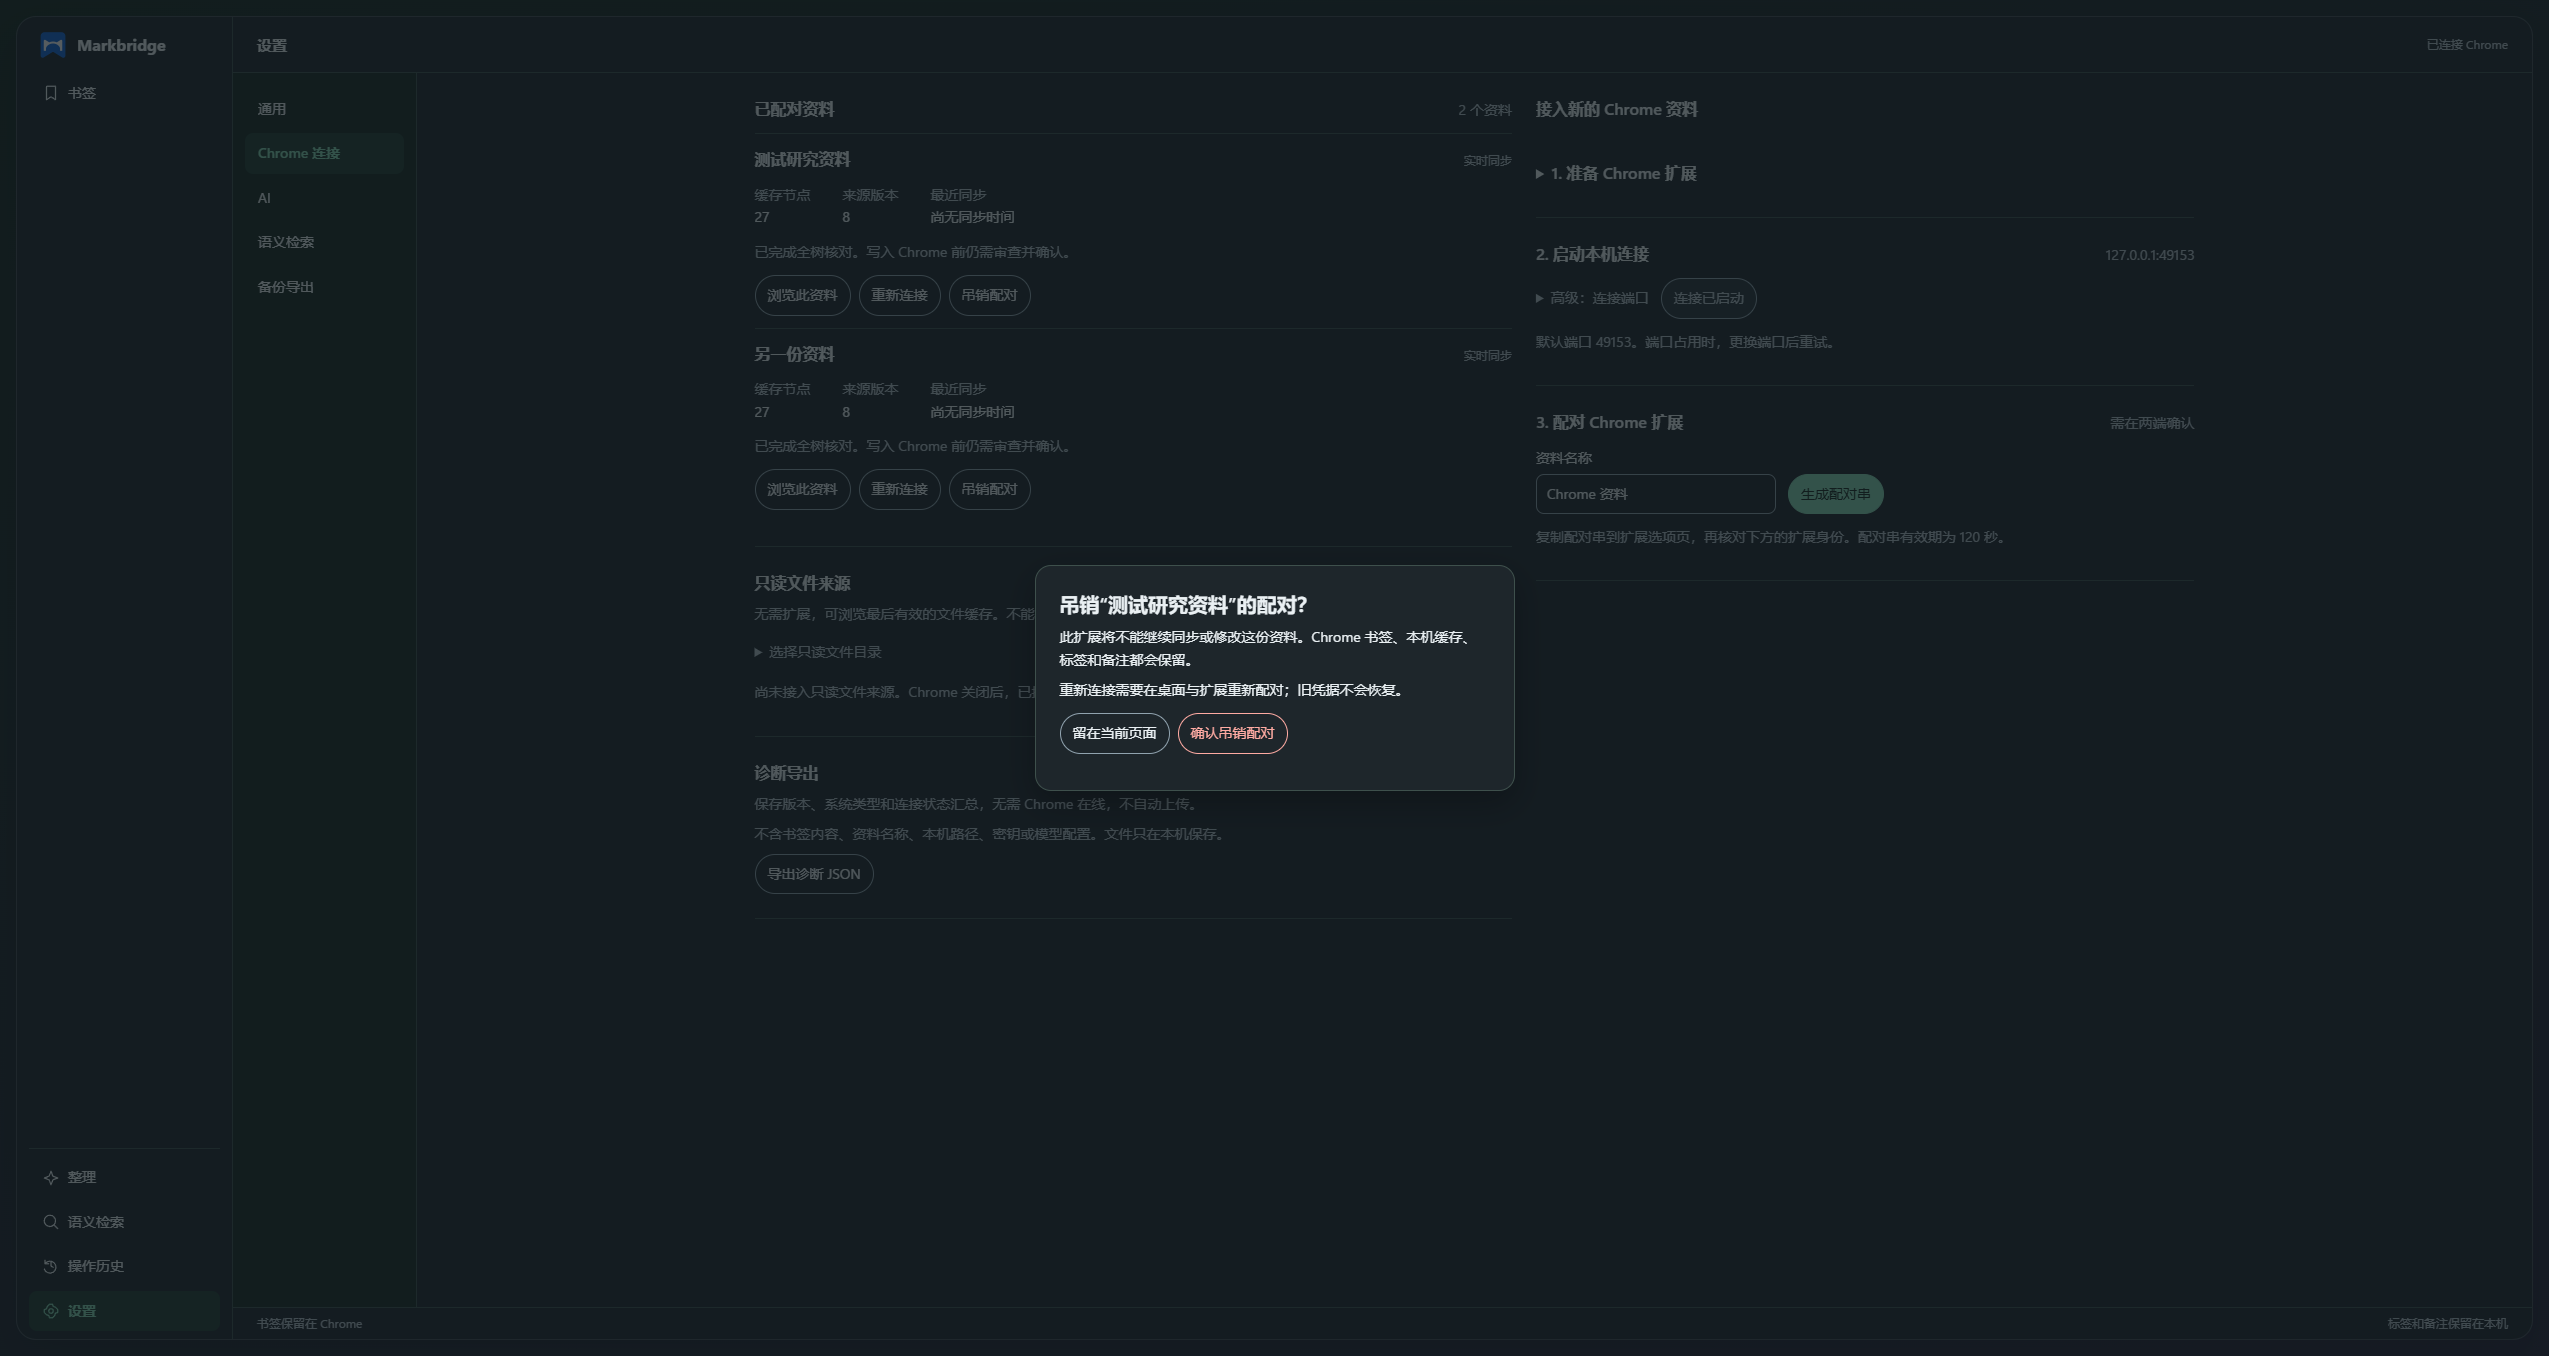 Markbridge
书签
整理
语义检索
操作历史
设置
设置
已连接 Chrome
通用
Chrome 连接
AI
语义检索
备份导出
已配对资料
2 个资料
测试研究资料
实时同步
缓存节点 来源版本 最近同步
27 8 尚无同步时间
已完成全树核对。写入 Chrome 前仍需审查并确认。
浏览此资料 重新连接 吊销配对
另一份资料
实时同步
缓存节点 来源版本 最近同步
27 8 尚无同步时间
已完成全树核对。写入 Chrome 前仍需审查并确认。
浏览此资料 重新连接 吊销配对
只读文件来源
无需扩展，可浏览最后有效的文件缓存。不能
选择只读文件目录
尚未接入只读文件来源。Chrome 关闭后，已
诊断导出
保存版本、系统类型和连接状态汇总，无需 Chrome 在线，不自动上传。
不含书签内容、资料名称、本机路径、密钥或模型配置。文件只在本机保存。
导出诊断 JSON
接入新的 Chrome 资料
1. 准备 Chrome 扩展
2. 启动本机连接
127.0.0.1:49153
高级：连接端口 连接已启动
默认端口 49153。端口占用时，更换端口后重试。
3. 配对 Chrome 扩展
需在两端确认
资料名称
Chrome 资料 生成配对串
复制配对串到扩展选项页，再核对下方的扩展身份。配对串有效期为 120 秒。
吊销“测试研究资料”的配对？
此扩展将不能继续同步或修改这份资料。Chrome 书签、本机缓存、
标签和备注都会保留。
重新连接需要在桌面与扩展重新配对；旧凭据不会恢复。
留在当前页面 确认吊销配对
书签保留在 Chrome
标签和备注保留在本机